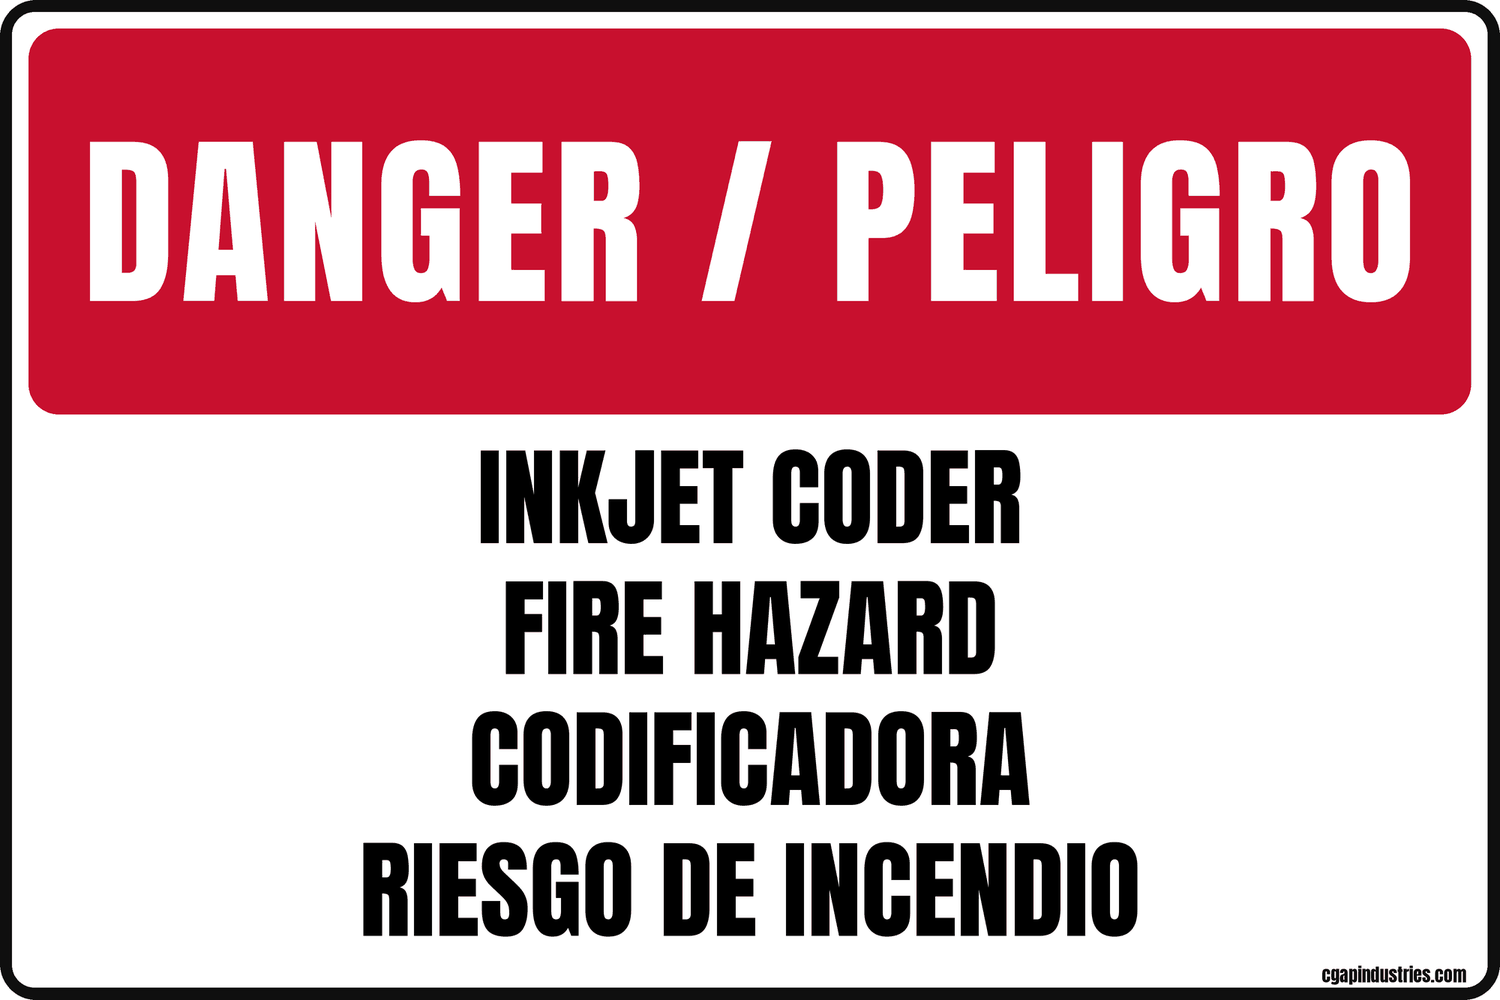 DANGER / PELIGRO
INKJET CODER
FIRE HAZARD
CODIFICADORA
RIESGO DE INCENDIO
cgapindustries.com